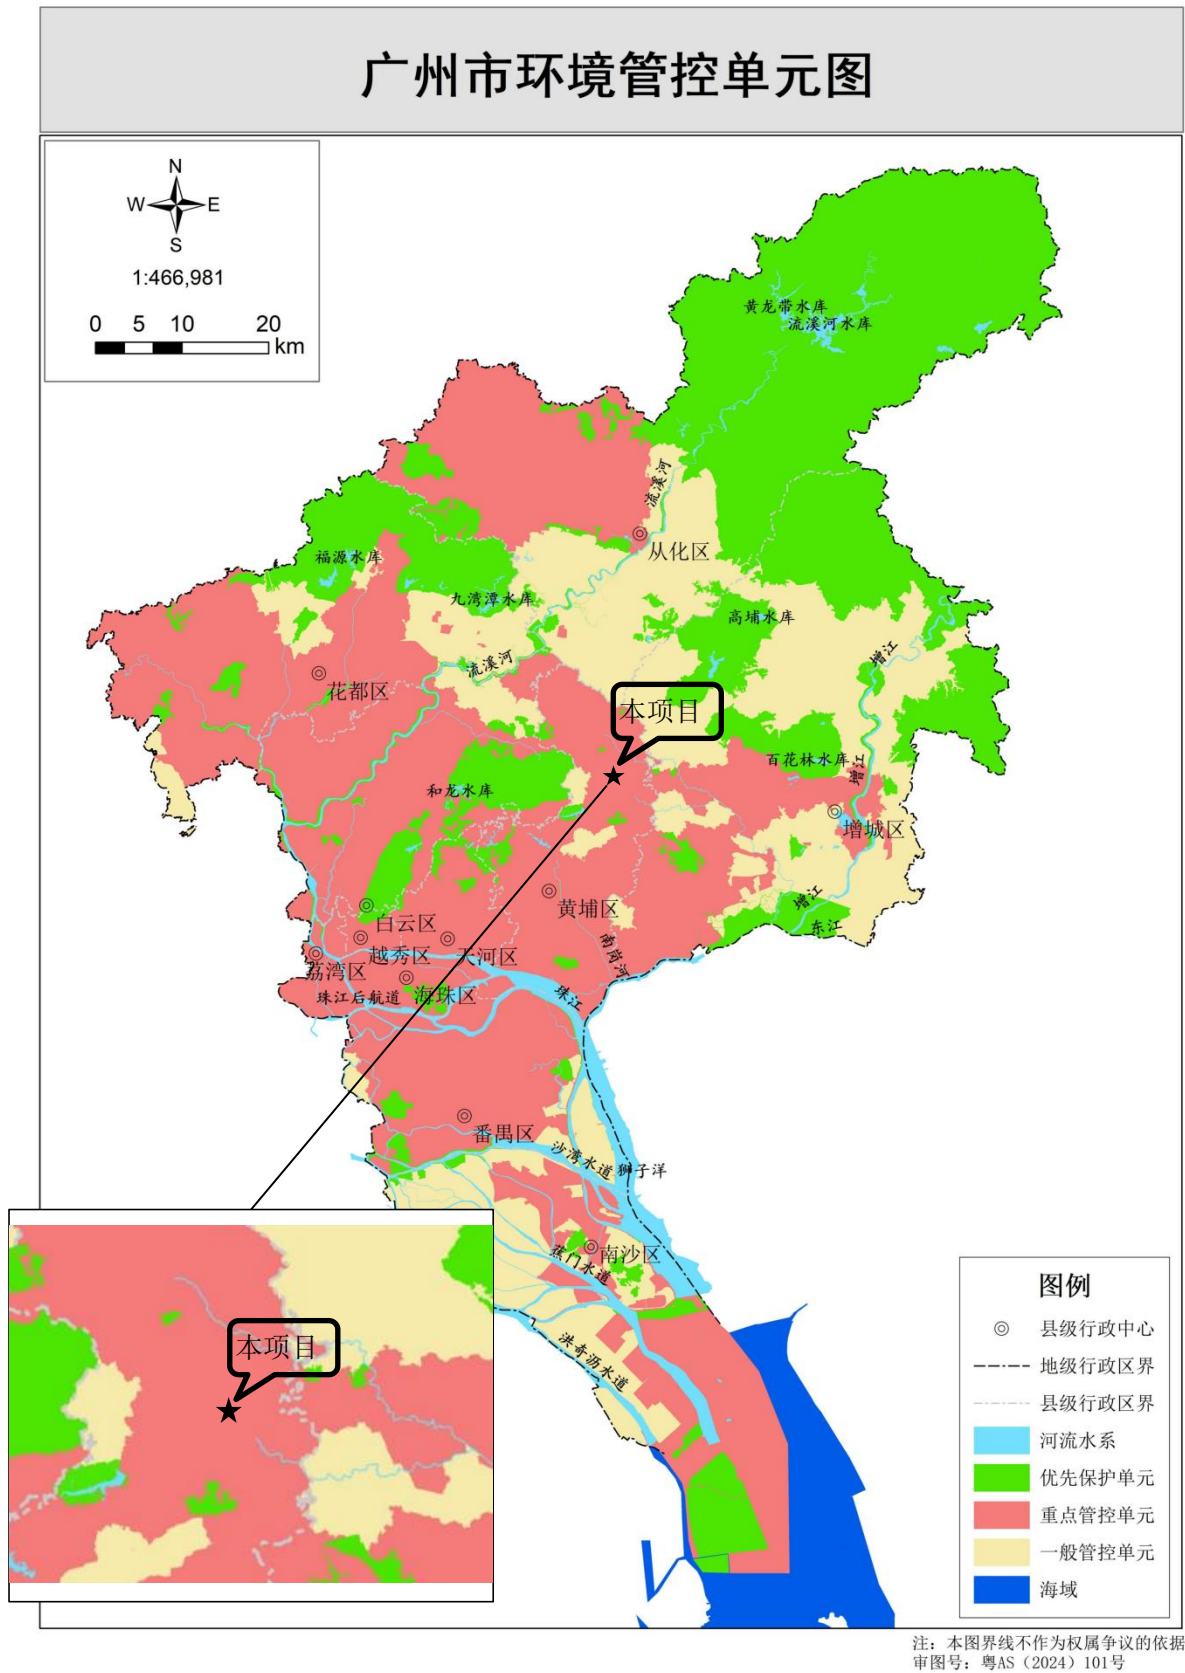 广州市环境管控单元图
N
W E
S
1:466,981
0 5 10 20
km
黄龙带水库
流溪河水库
流溪河
从化区
福源水库
九湾潭水库
高埔水库
增江
流溪河
花都区
本项目
百花林水库
增江
和龙水库
增城区
黄埔区
增江
白云区
东江
越秀区
天河区
南岗河
荔湾区
珠江后航道
海珠区
珠江
番禺区
沙湾水道
狮子洋
南沙区
蕉门水道
洪奇沥水道
本项目
图例
县级行政中心
地级行政区界
县级行政区界
河流水系
优先保护单元
重点管控单元
一般管控单元
海域
注：本图界线不作为权属争议的依据
审图号：粤AS（2024）101号